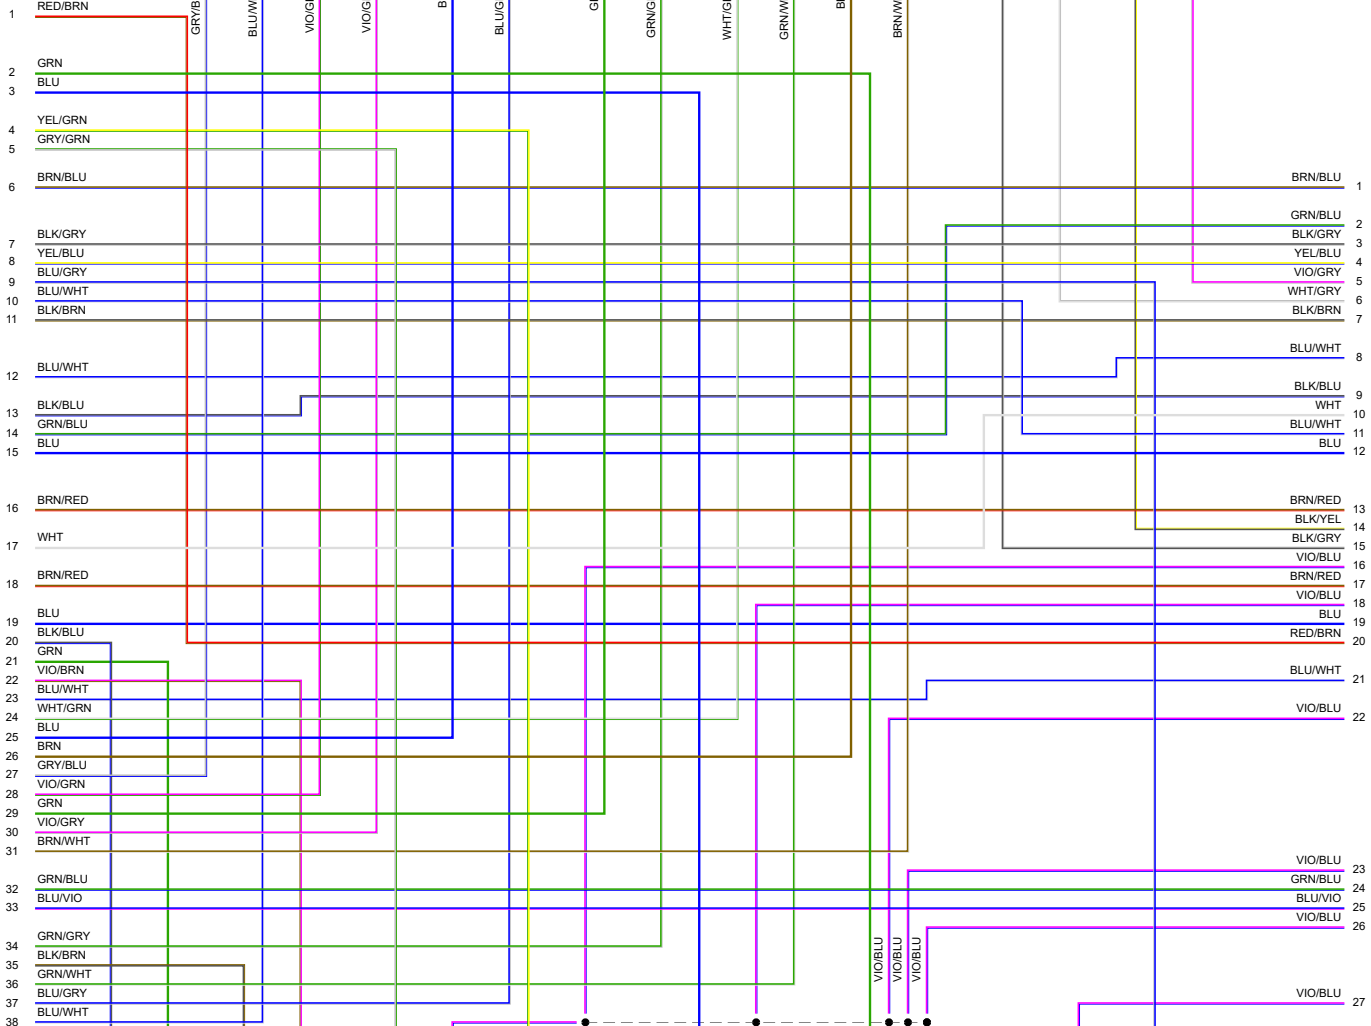 1 RED/BRN
BLU/W
VIO/G
BLU/G
GRN/G
WHT/G
GRN/W
BRN/W
2 GRN
3 BLU
4 YEL/GRN
5 GRY/GRN
6 BRN/BLU BRN/BLU 1
GRN/BLU 2
7 BLK/GRY BLK/GRY 3
8 YEL/BLU YEL/BLU 4
9 BLU/GRY VIO/GRY 5
10 BLU/WHT WHT/GRY 6
11 BLK/BRN BLK/BRN 7
BLU/WHT 8
12 BLU/WHT
BLK/BLU 9
13 BLK/BLU WHT 10
14 GRN/BLU BLU/WHT 11
15 BLU BLU 12
16 BRN/RED BRN/RED 13
BLK/YEL 14
17 WHT BLK/GRY 15
VIO/BLU 16
18 BRN/RED BRN/RED 17
VIO/BLU 18
19 BLU BLU 19
20 BLK/BLU RED/BRN 20
21 GRN
22 VIO/BRN BLU/WHT 21
23 BLU/WHT
24 WHT/GRN VIO/BLU 22
25 BLU
26 BRN
27 GRY/BLU
28 VIO/GRN
29 GRN
30 VIO/GRY
31 BRN/WHT
VIO/BLU 23
32 GRN/BLU GRN/BLU 24
33 BLU/VIO BLU/VIO 25
VIO/BLU 26
34 GRN/GRY
35 BLK/BRN
36 GRN/WHT
VIO/BLU
VIO/BLU
VIO/BLU
37 BLU/GRY VIO/BLU 27
38 BLU/WHT